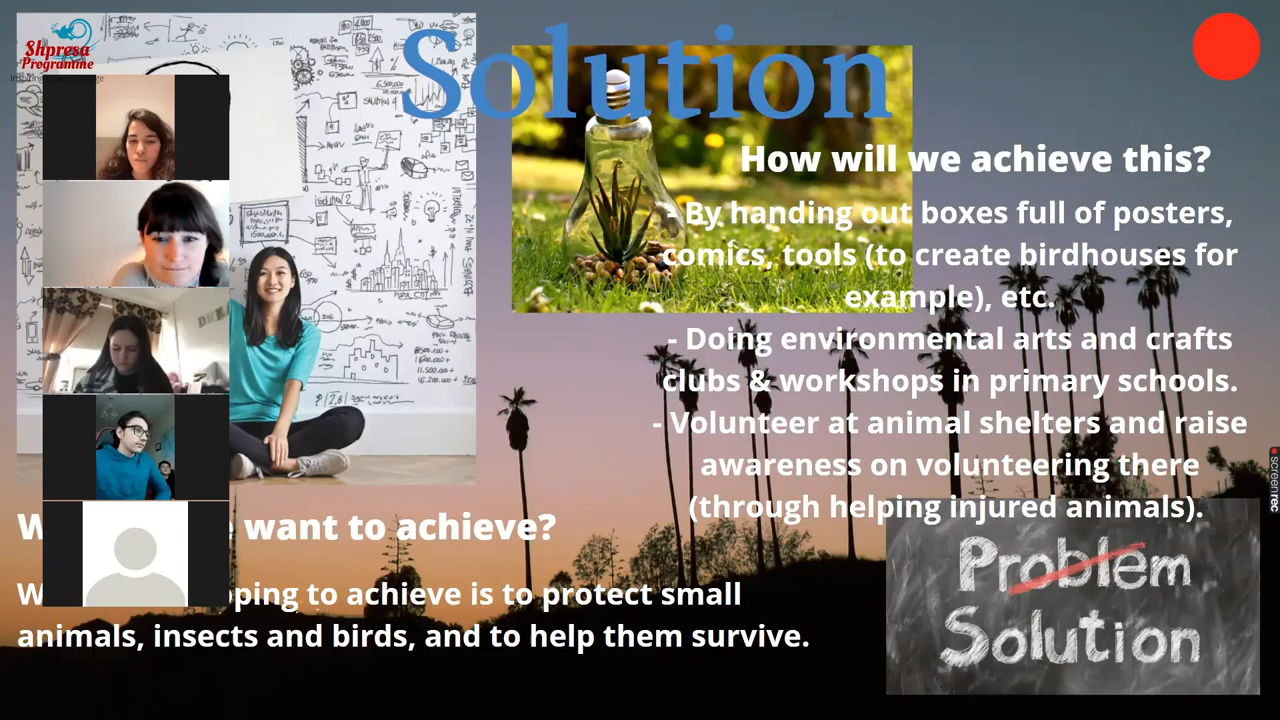 Shpresa
Programme
Solution
How will we achieve this?
- By handing out boxes full of posters,
comics, tools (to create birdhouses for
example), etc.
- Doing environmental arts and crafts
clubs & workshops in primary schools.
- Volunteer at animal shelters and raise
awareness on volunteering there
(through helping injured animals).
want to achieve?
to achieve is to protect small
animals, insects and birds, and to help them survive.
Problem
Solution
screenrec